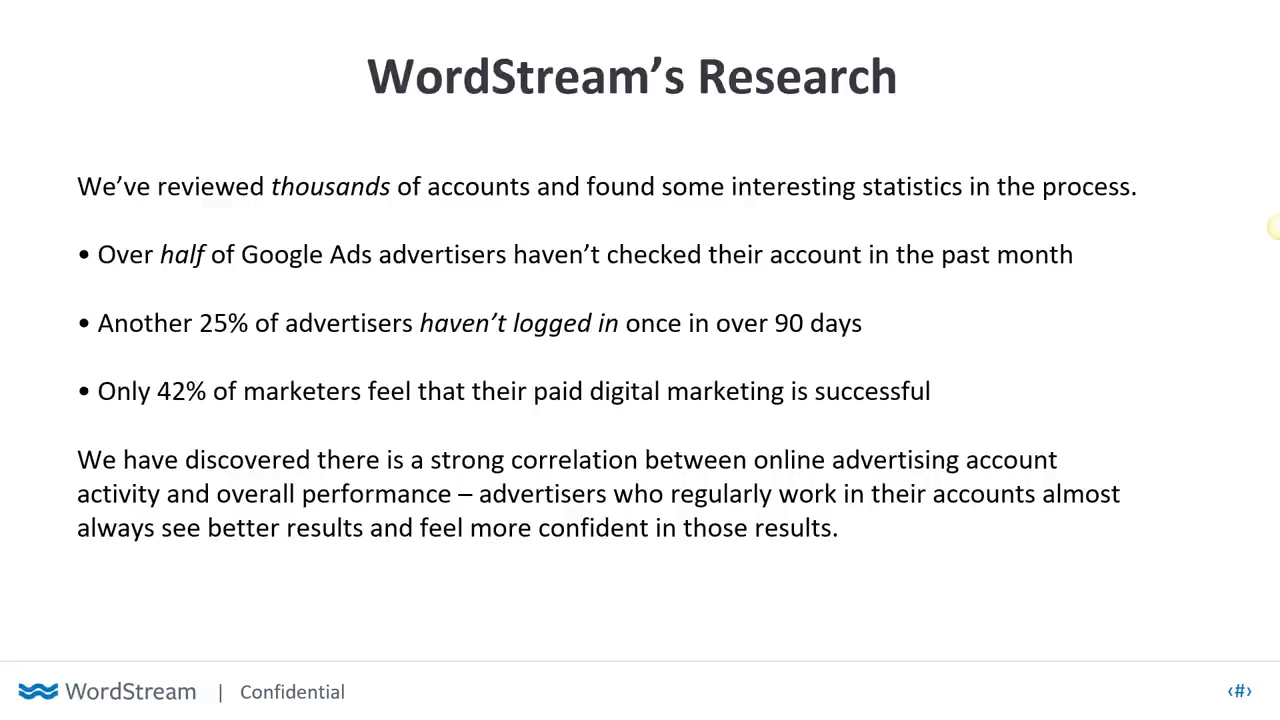 WordStream’s Research
We’ve reviewed thousands of accounts and found some interesting statistics in the process.
• Over half of Google Ads advertisers haven’t checked their account in the past month
• Another 25% of advertisers haven’t logged in once in over 90 days
• Only 42% of marketers feel that their paid digital marketing is successful
We have discovered there is a strong correlation between online advertising account
activity and overall performance – advertisers who regularly work in their accounts almost
always see better results and feel more confident in those results.
WordStream | Confidential ‹#›